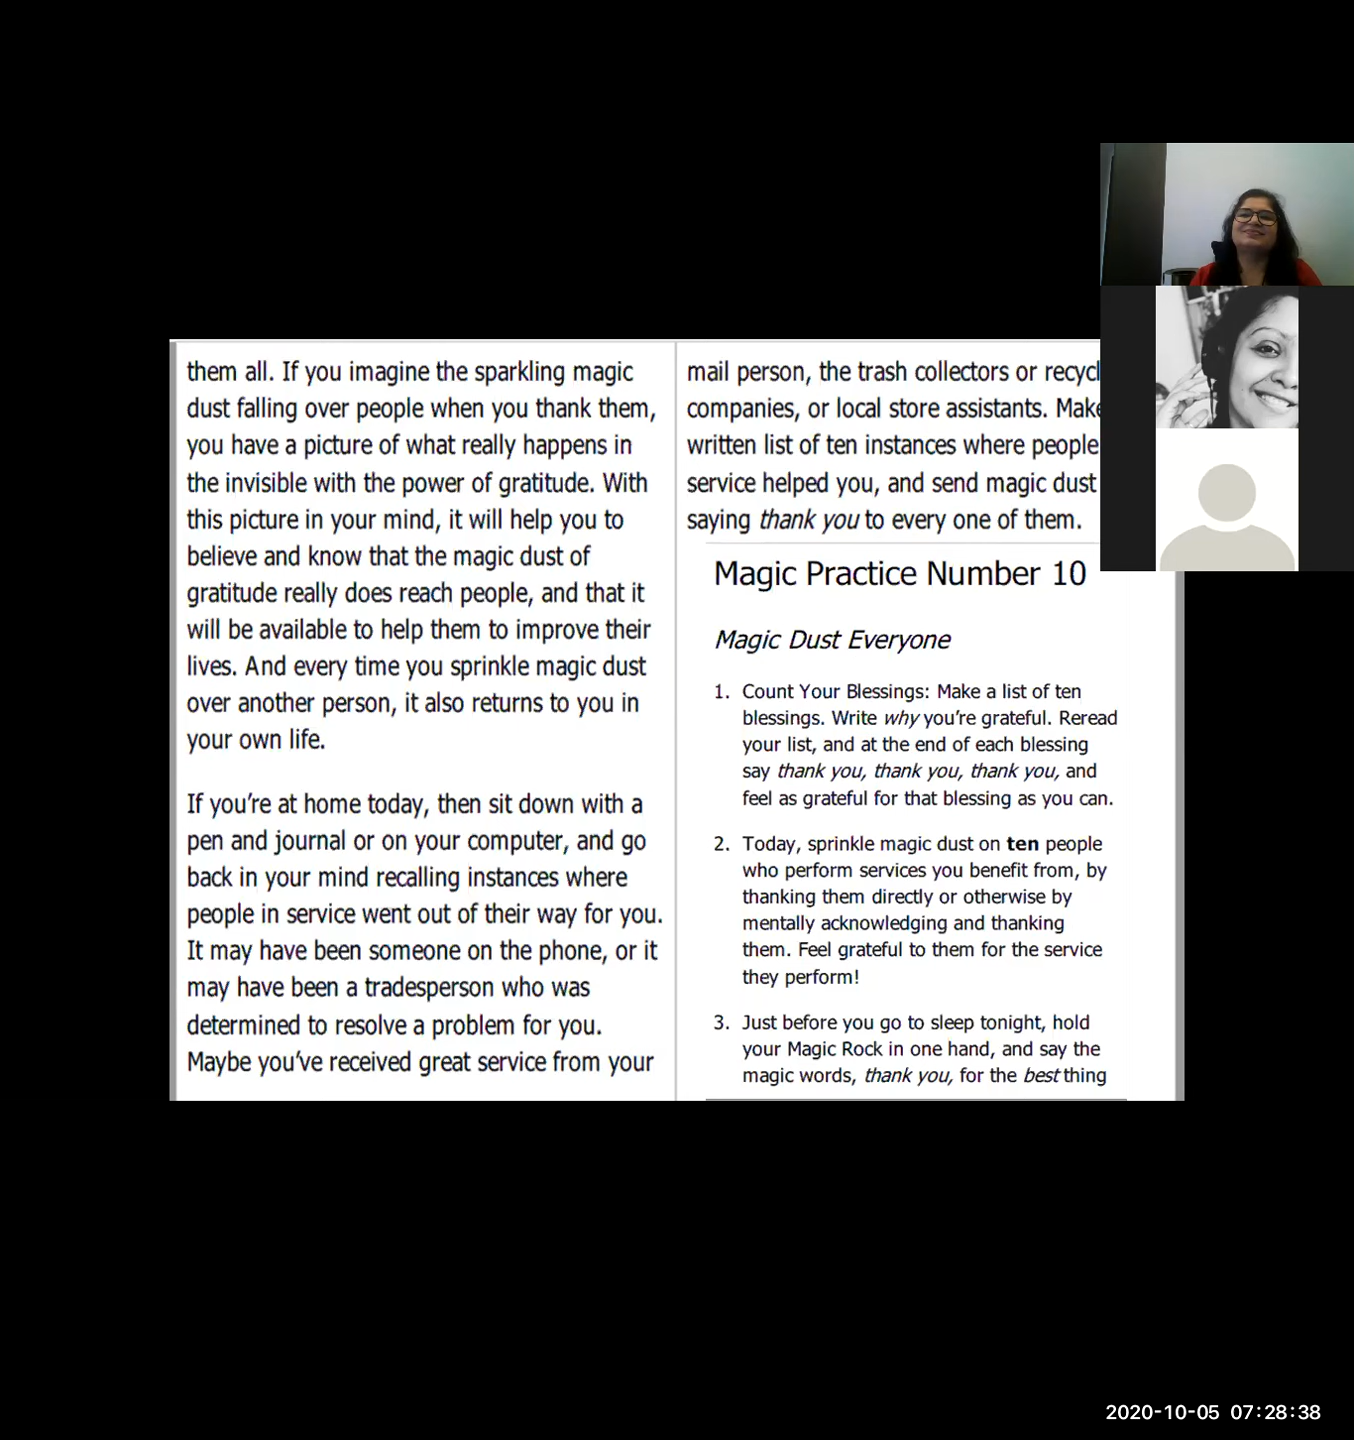 them all. If you imagine the sparkling magic
dust falling over people when you thank them,
you have a picture of what really happens in
the invisible with the power of gratitude. With
this picture in your mind, it will help you to
believe and know that the magic dust of
gratitude really does reach people, and that it
will be available to help them to improve their
lives. And every time you sprinkle magic dust
over another person, it also returns to you in
your own life.
If you're at home today, then sit down with a
pen and journal or on your computer, and go
back in your mind recalling instances where
people in service went out of their way for you.
It may have been someone on the phone, or it
may have been a tradesperson who was
determined to resolve a problem for you.
Maybe you've received great service from your
mail person, the trash collectors or
companies, or local store assistants. Make
written list of ten instances where people
service helped you, and send magic dust
saying thank you to every one of them.
Magic Practice Number 10
Magic Dust Everyone
1. Count Your Blessings: Make a list of ten
blessings. Write why you're grateful. Reread
your list, and at the end of each blessing
say thank you, thank you, thank you, and
feel as grateful for that blessing as you can.
2. Today, sprinkle magic dust on ten people
who perform services you benefit from, by
thanking them directly or otherwise by
mentally acknowledging and thanking
them. Feel grateful to them for the service
they perform!
3. Just before you go to sleep tonight, hold
your Magic Rock in one hand, and say the
magic words, thank you, for the best thing
2020-10-05 07:28:38